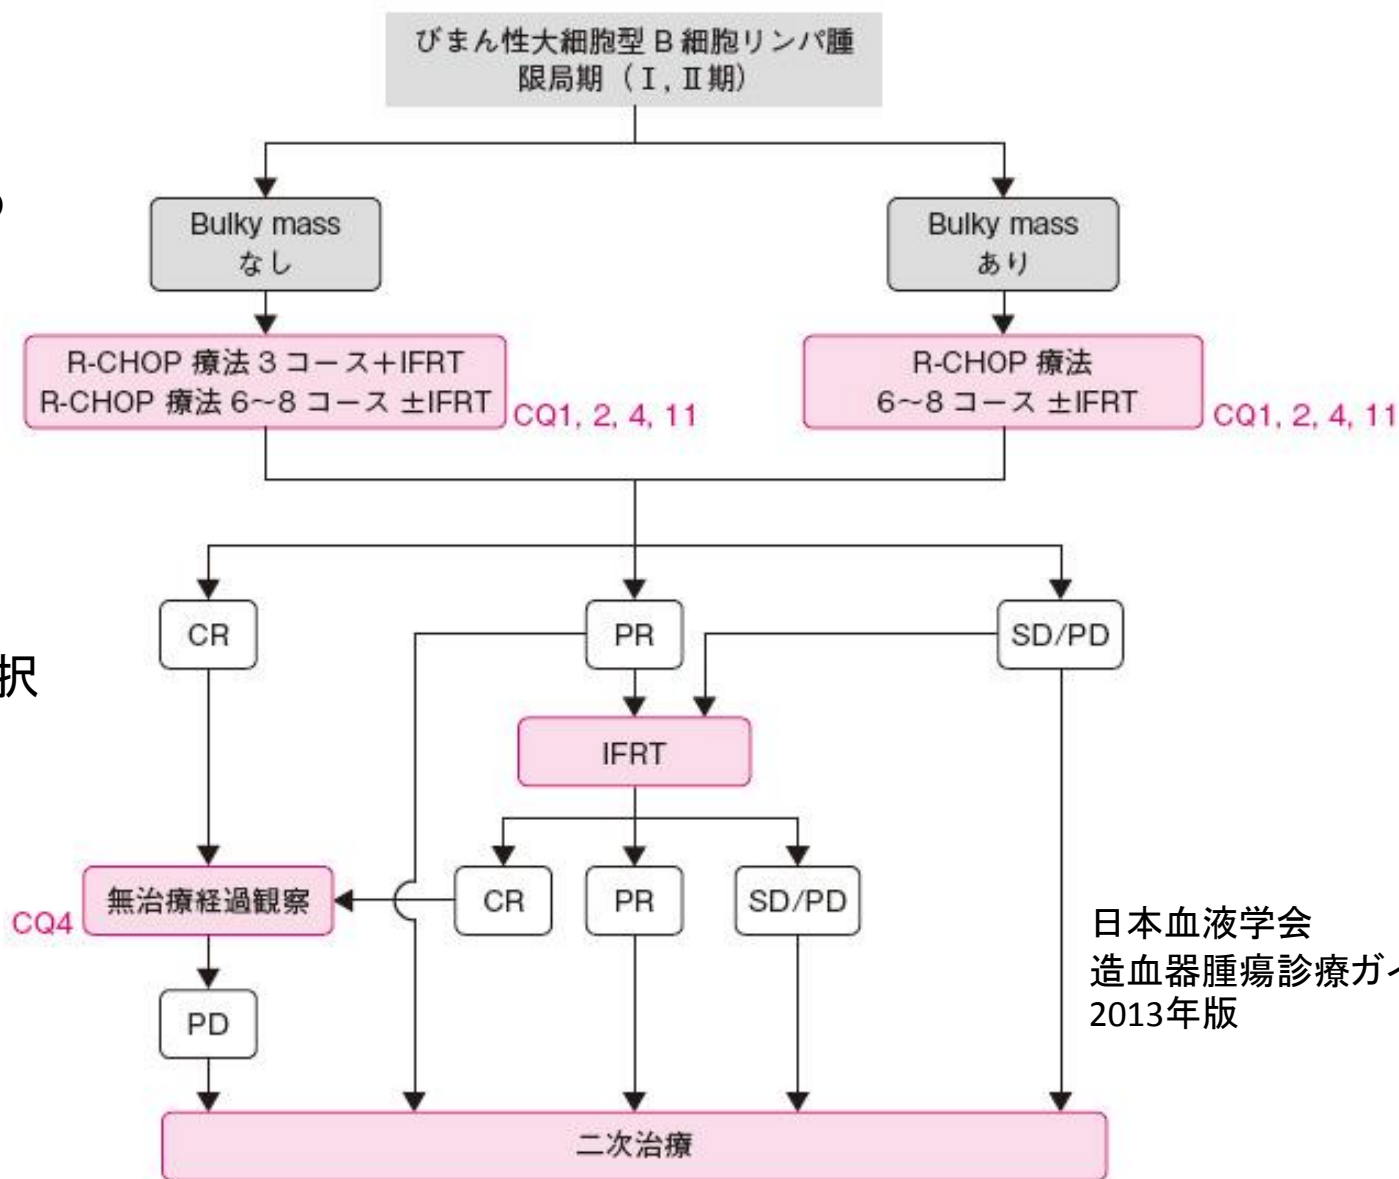 びまん性大細胞型 B 細胞リンパ腫
限局期（Ⅰ, Ⅱ期）
Bulky mass
なし
Bulky mass
あり
R-CHOP 療法 3 コース＋IFRT
R-CHOP 療法 6〜8 コース ±IFRT
CQ1, 2, 4, 11
R-CHOP 療法
6〜8 コース ±IFRT
CQ1, 2, 4, 11
CR
PR
SD/PD
択
IFRT
CQ4
無治療経過観察
CR
PR
SD/PD
PD
日本血液学会
造血器腫瘍診療ガイ
2013年版
二次治療